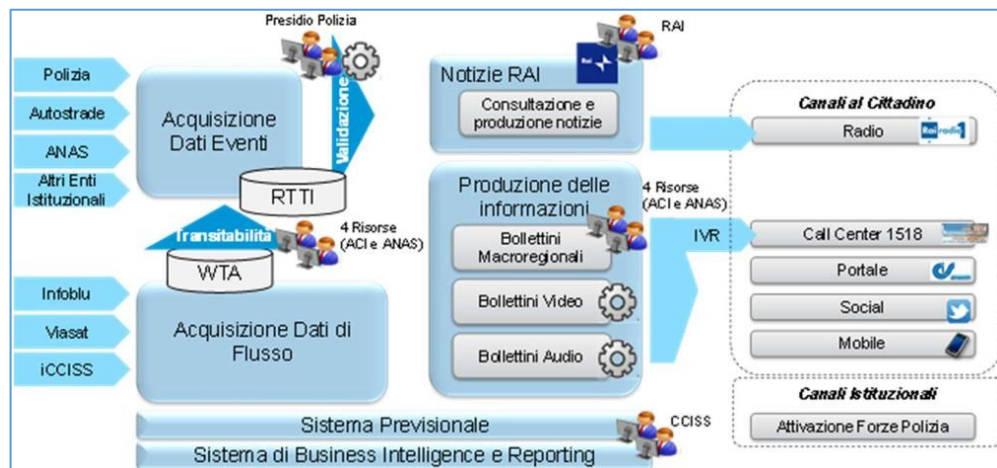 Presidio Polizia
RAI
Polizia
Autostrade
ANAS
Altri Enti
Istituzionali
Acquisizione
Dati Eventi
Validazione
RTTI
Transitabilità
4 Risorse
(ACI e ANAS)
WTA
Infoblu
Viasat
iCCISS
Acquisizione Dati di
Flusso
Notizie RAI
Rai
Consultazione e
produzione notizie
Produzione delle
informazioni
4 Risorse
(ACI e ANAS)
Bollettini
Macroregionali
Bollettini Video
Bollettini Audio
IVR
Canali al Cittadino
Radio
Rai radio1
Call Center 1518
Portale
Social
Mobile
Canali Istituzionali
Attivazione Forze Polizia
Sistema Previsionale
CCISS
Sistema di Business Intelligence e Reporting